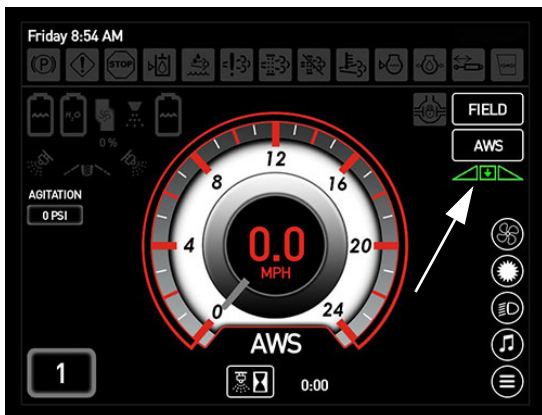 Friday 8:54 AM
(P)
STOP
FIELD
H₂O
0 %
AWS
AGITATION
0 PSI
12
8
16
4
20
0.0
MPH
0
24
AWS
1
0:00